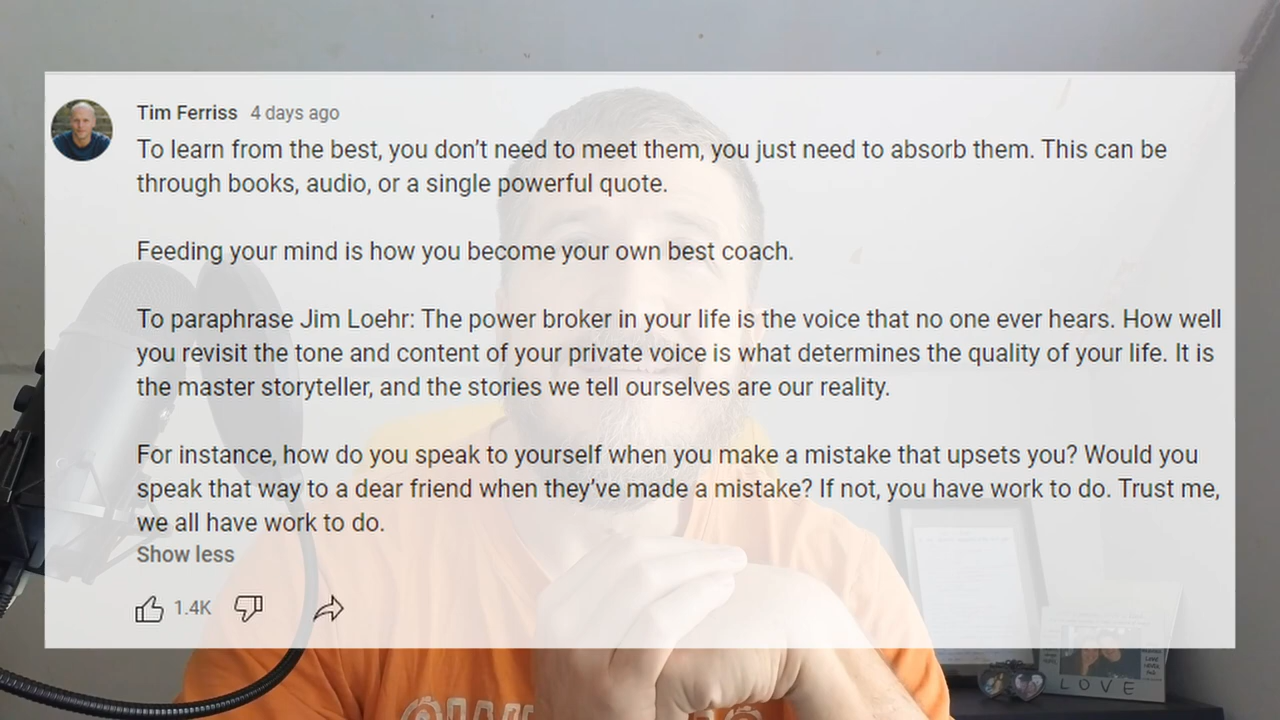 Tim Ferriss 4 days ago
To learn from the best, you don't need to meet them, you just need to absorb them. This can be
through books, audio, or a single powerful quote.
Feeding your mind is how you become your own best coach.
To paraphrase Jim Loehr: The power broker in your life is the voice that no one ever hears. How well
you revisit the tone and content of your private voice is what determines the quality of your life. It is
the master storyteller, and the stories we tell ourselves are our reality.
For instance, how do you speak to yourself when you make a mistake that upsets you? Would you
speak that way to a dear friend when they've made a mistake? If not, you have work to do. Trust me,
we all have work to do.
Show less
1.4K
LOVE